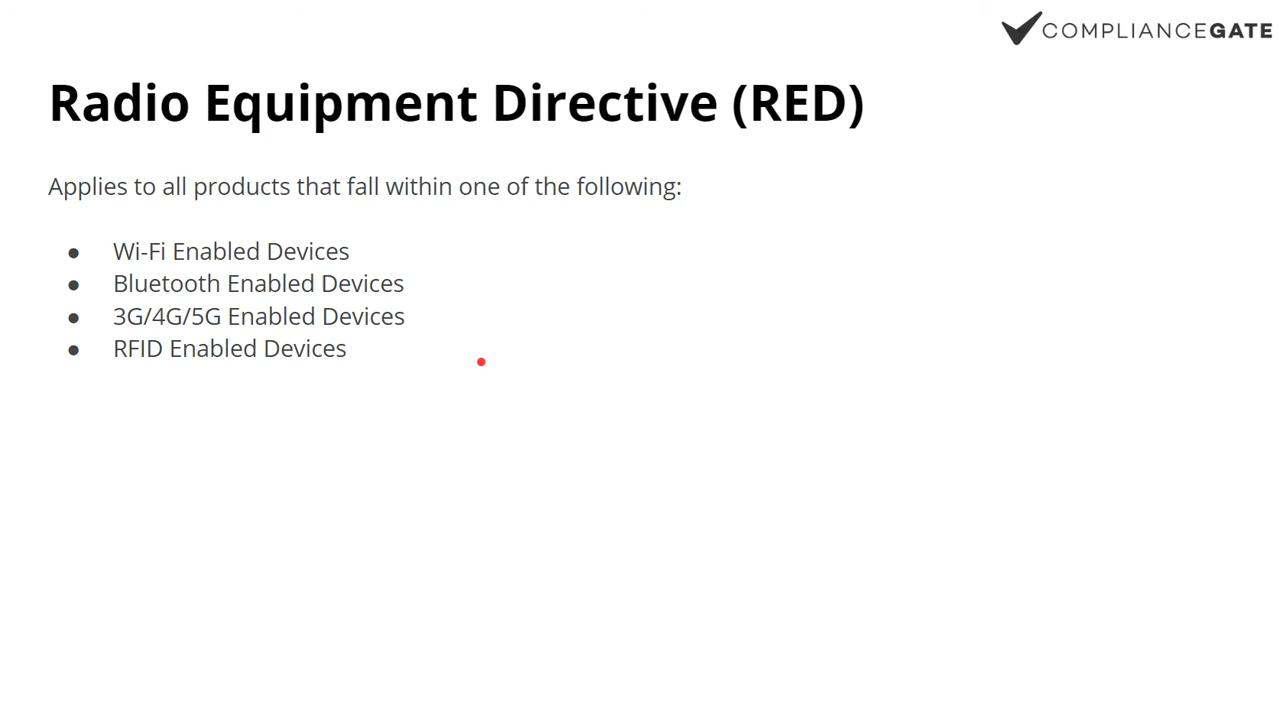 COMPLIANCEGATE
Radio Equipment Directive (RED)
Applies to all products that fall within one of the following:
● Wi-Fi Enabled Devices
● Bluetooth Enabled Devices
● 3G/4G/5G Enabled Devices
● RFID Enabled Devices